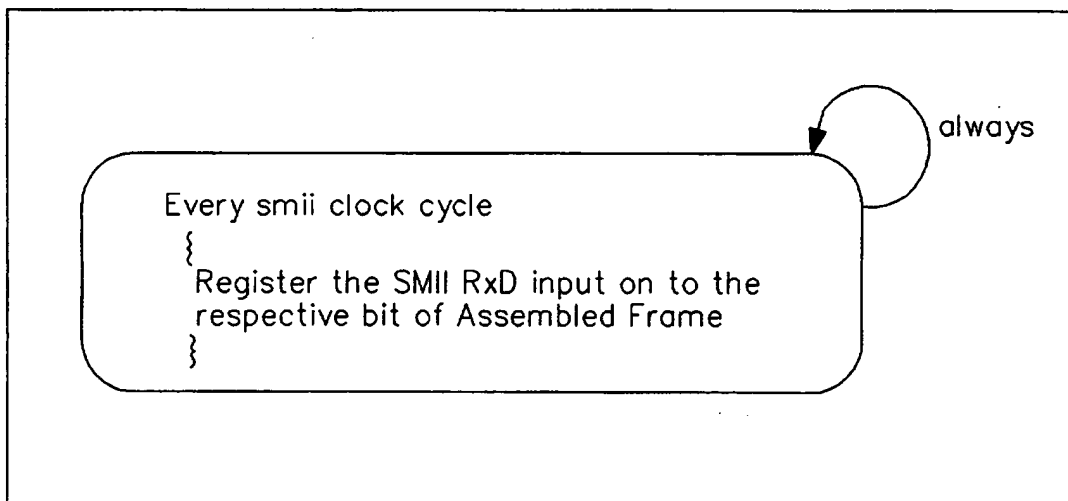 always
Every smii clock cycle
{
Register the SMII RxD input on to the
respective bit of Assembled Frame
}